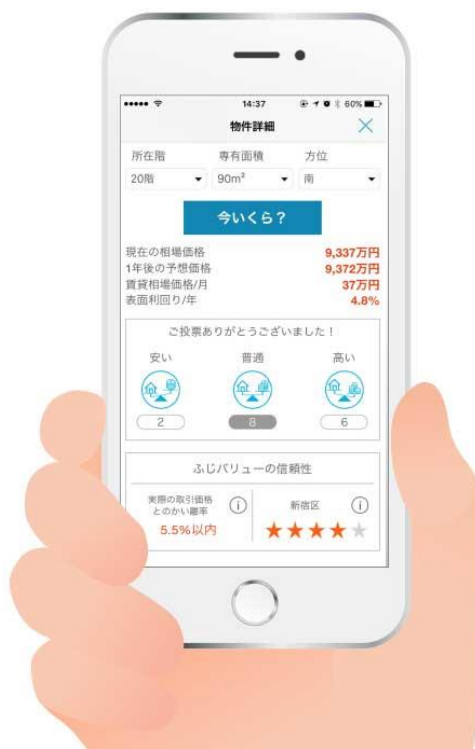 14:37
60%
物件詳細
所在階 専有面積 方位
20階 90m² 南
今いくら？
現在の相場価格 9,337万円
1年後の予想価格 9,372万円
賃貸相場価格/月 37万円
表面利回り/年 4.8%
ご投票ありがとうございました！
安い 普通 高い
2 8 6
ふじバリューの信頼性
実際の取引価格
とのかい離率
5.5%以内
新宿区